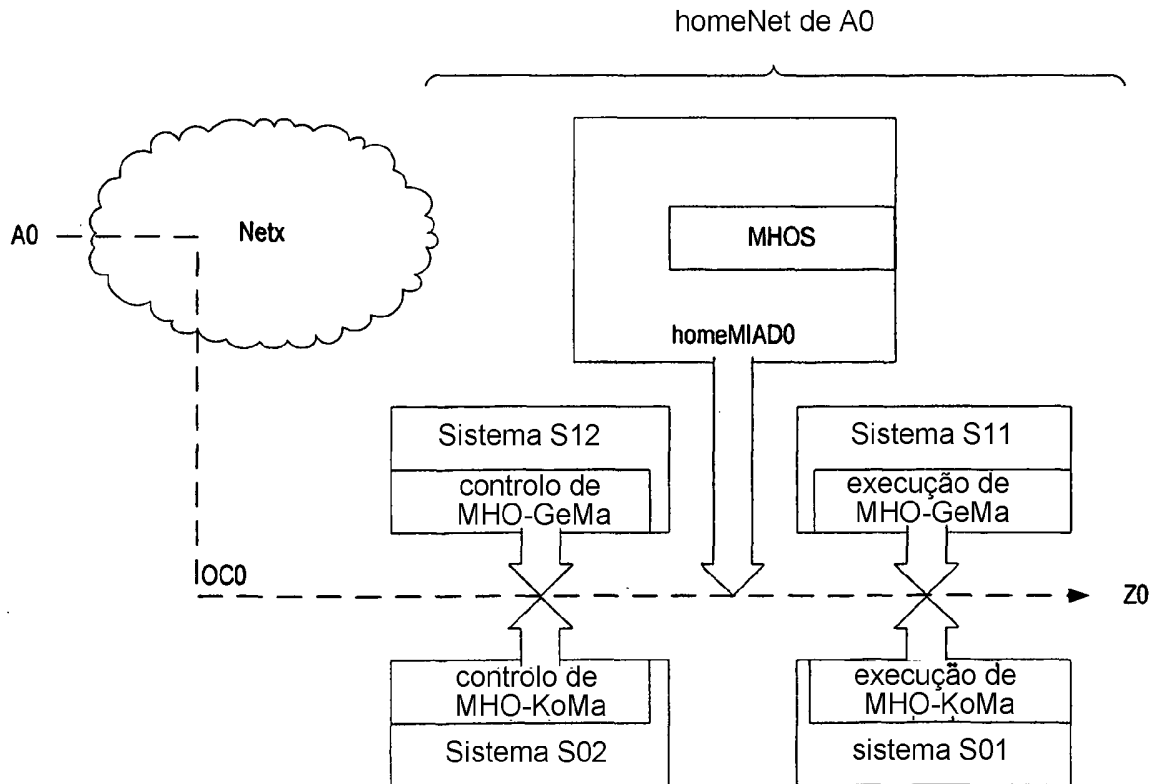 homeNet de A0
A0
Netx
MHOS
homeMIAD0
Sistema S12
controlo de
MHO-GeMa
Sistema S11
execução de
MHO-GeMa
IOC0
Z0
controlo de
MHO-KoMa
Sistema S02
execução de
MHO-KoMa
sistema S01